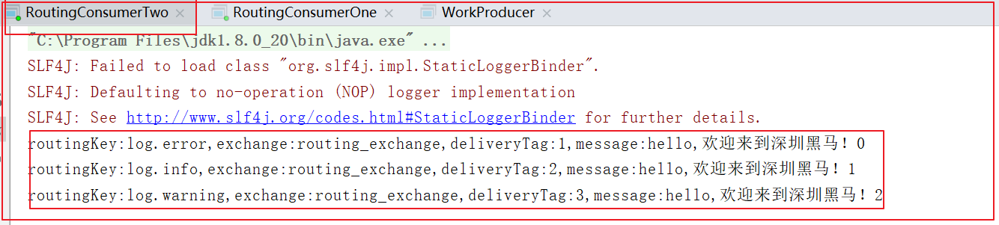 RoutingConsumerTwo × RoutingConsumerOne × WorkProducer ×
"C:\Program Files\jdk1.8.0_20\bin\java.exe" ...
SLF4J: Failed to load class "org.slf4j.impl.StaticLoggerBinder".
SLF4J: Defaulting to no-operation (NOP) logger implementation
SLF4J: See http://www.slf4j.org/codes.html#StaticLoggerBinder for further details.
routingKey:log.error,exchange:routing_exchange,deliveryTag:1,message:hello,欢迎来到深圳黑马！0
routingKey:log.info,exchange:routing_exchange,deliveryTag:2,message:hello,欢迎来到深圳黑马！1
routingKey:log.warning,exchange:routing_exchange,deliveryTag:3,message:hello,欢迎来到深圳黑马！2